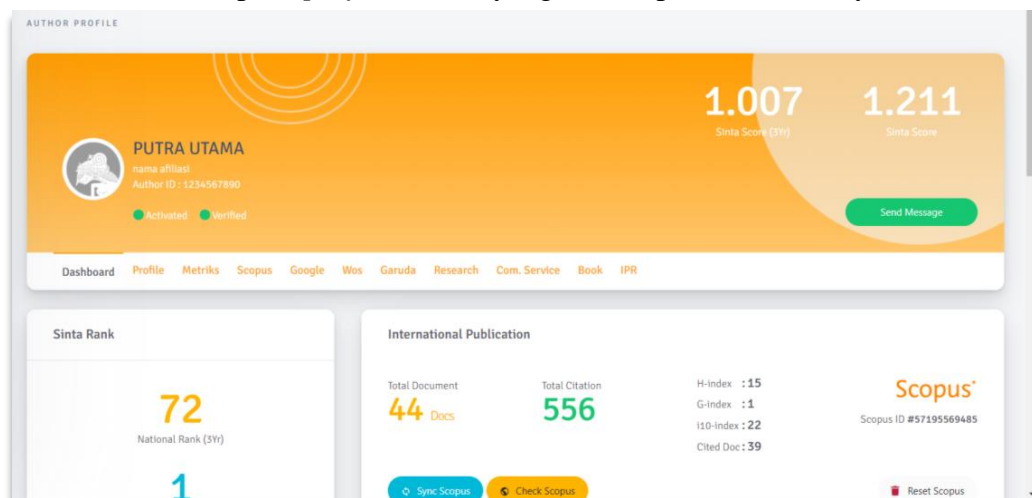 AUTHOR PROFILE
1.007
Sinta Score (3Yr)
1.211
Sinta Score
PUTRA UTAMA
nama afiliasi
Author ID : 1234567890
Activated Verified
Send Message
Dashboard Profile Metriks Scopus Google Wos Garuda Research Com. Service Book IPR
Sinta Rank
72
National Rank (3Yr)
1
International Publication
Total Document
44 Docs
Total Citation
556
H-index : 15
G-index : 1
i10-index : 22
Cited Doc : 39
Scopus
Scopus ID #57195569485
Sync Scopus
Check Scopus
Reset Scopus